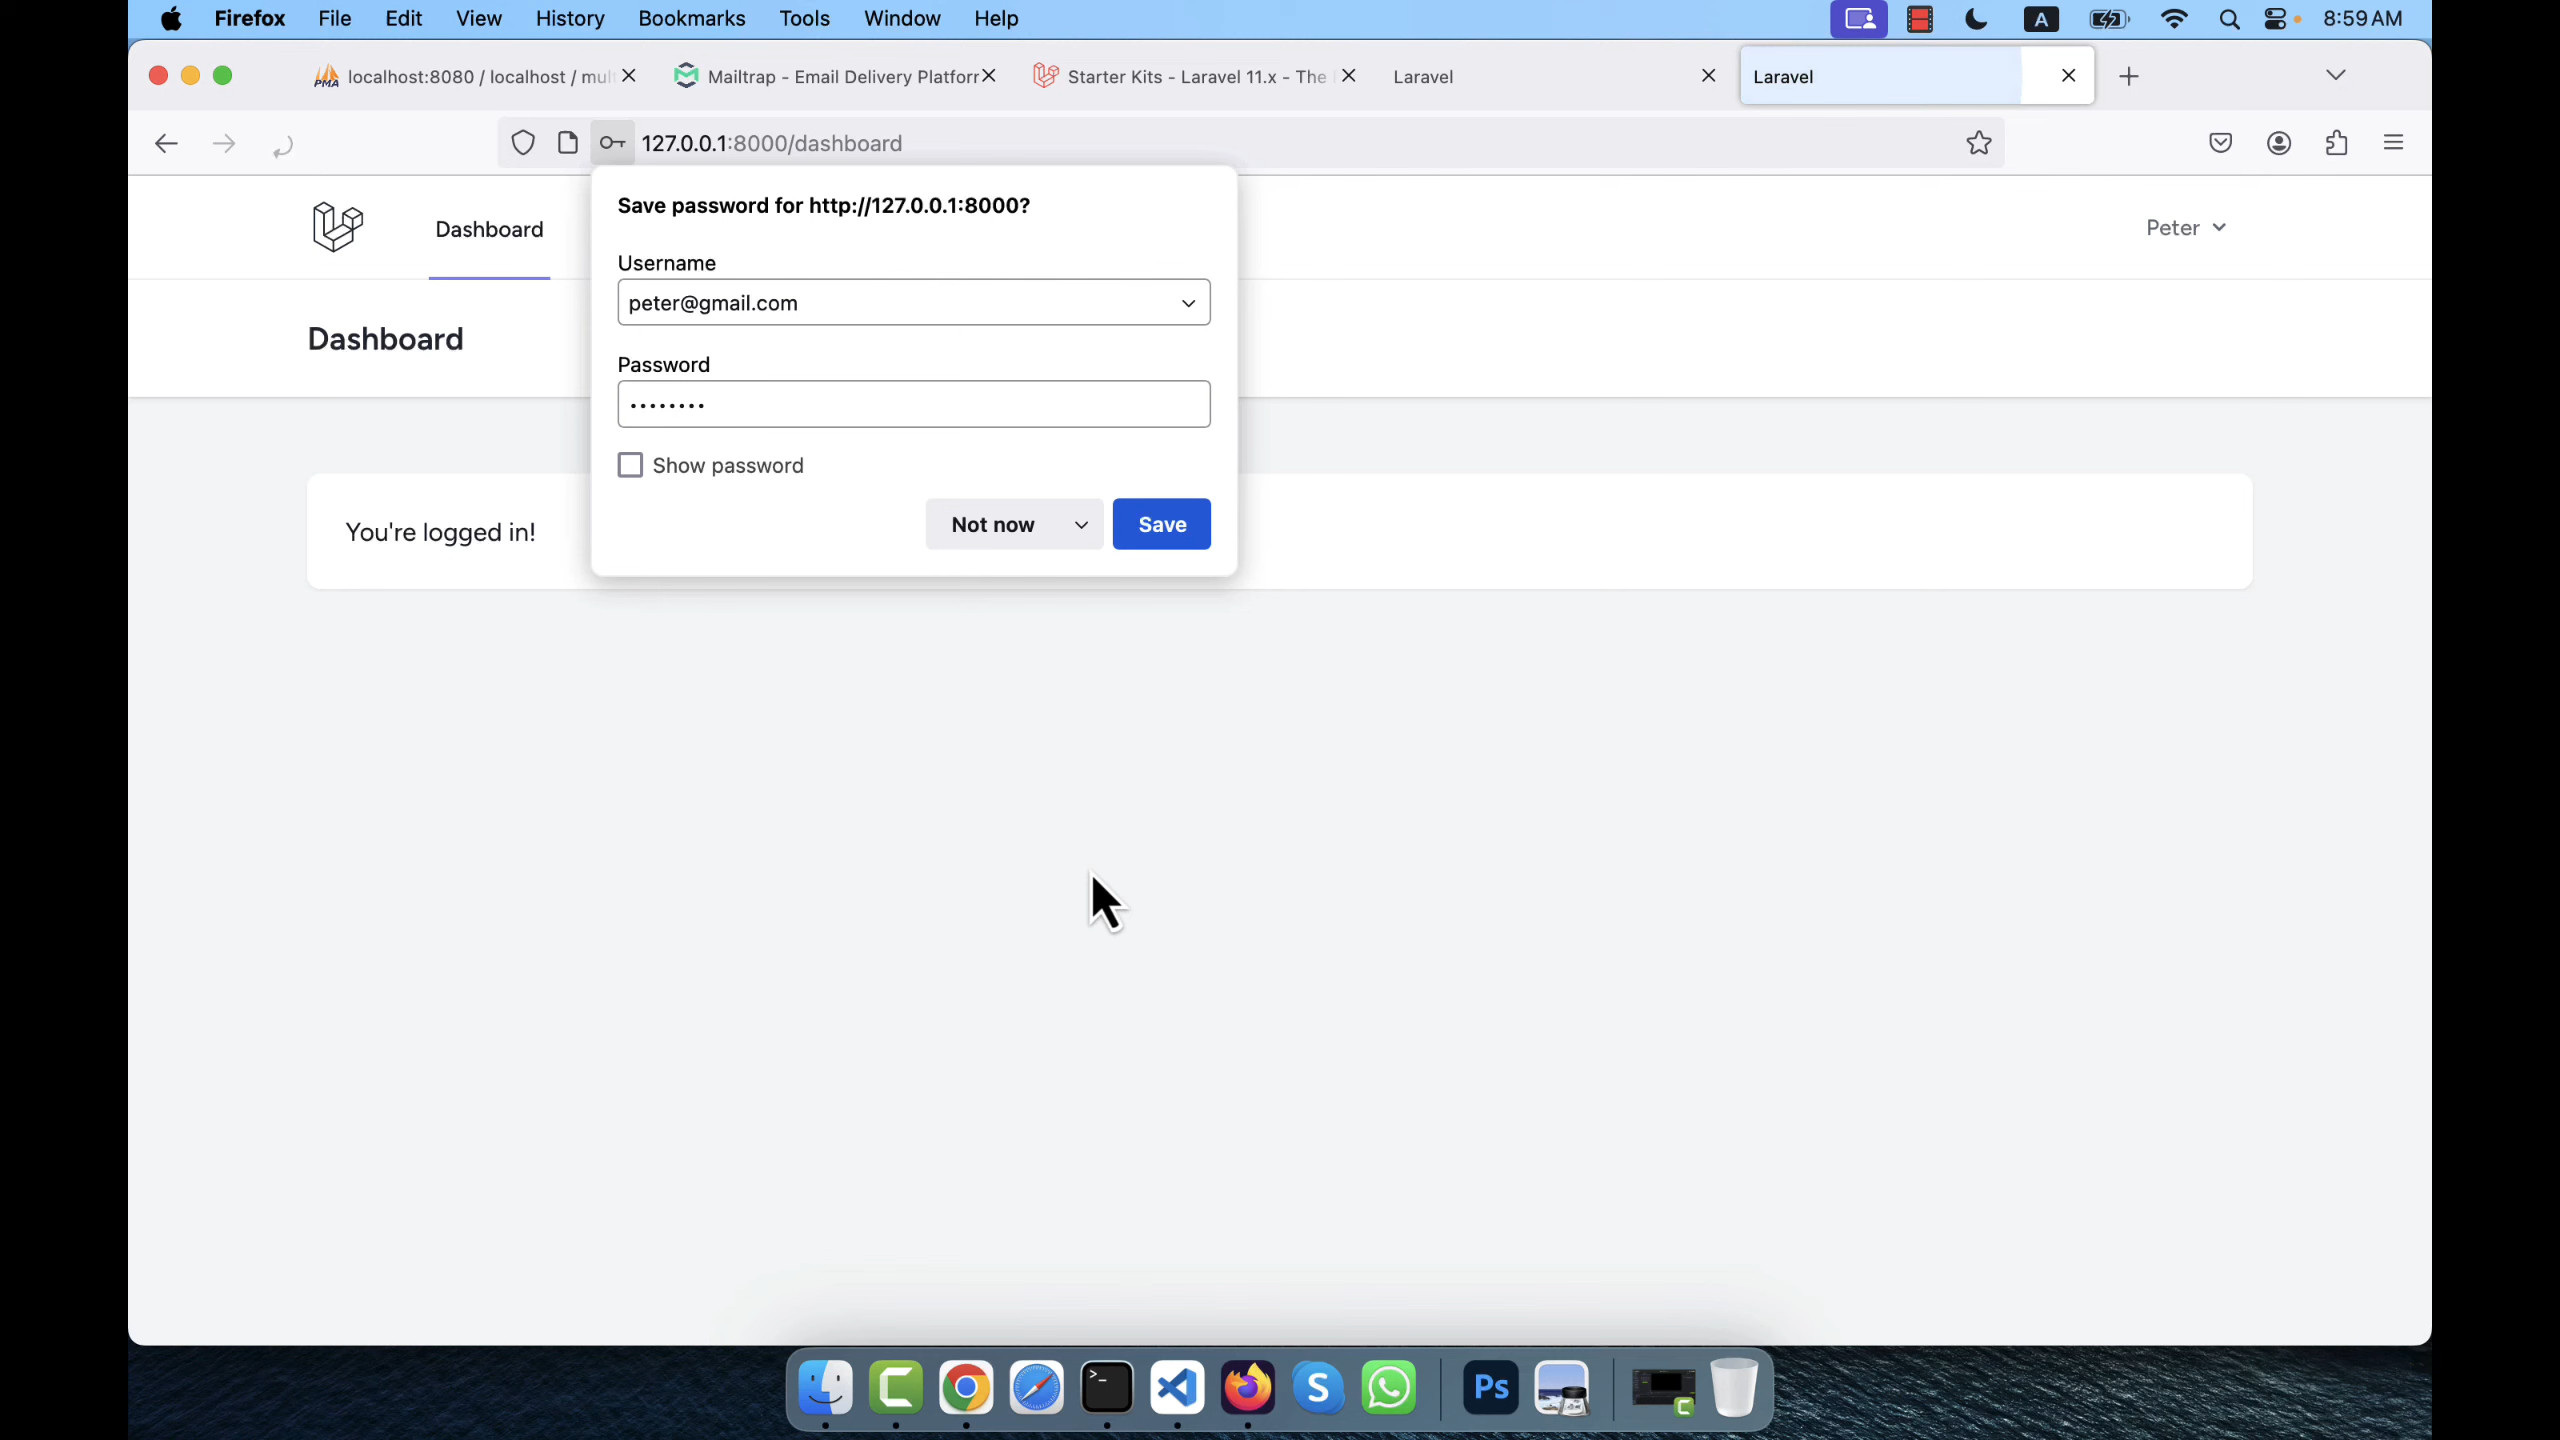 Firefox File Edit View History Bookmarks Tools Window Help A 8:59 AM
PMA localhost:8080 / localhost / mul Mailtrap - Email Delivery Platforr Starter Kits - Laravel 11.x - The Laravel Laravel
127.0.0.1:8000/dashboard
Save password for http://127.0.0.1:8000?
Dashboard Peter
Username
peter@gmail.com
Dashboard
Password
••••••••
Show password
Not now Save
You're logged in!
>_ S Ps